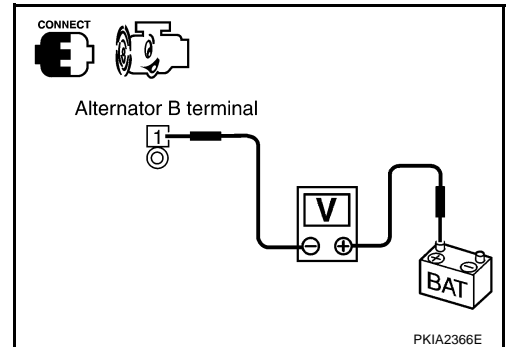 CONNECT
Alternator B terminal
1
V
− +
+ −
BAT
PKIA2366E